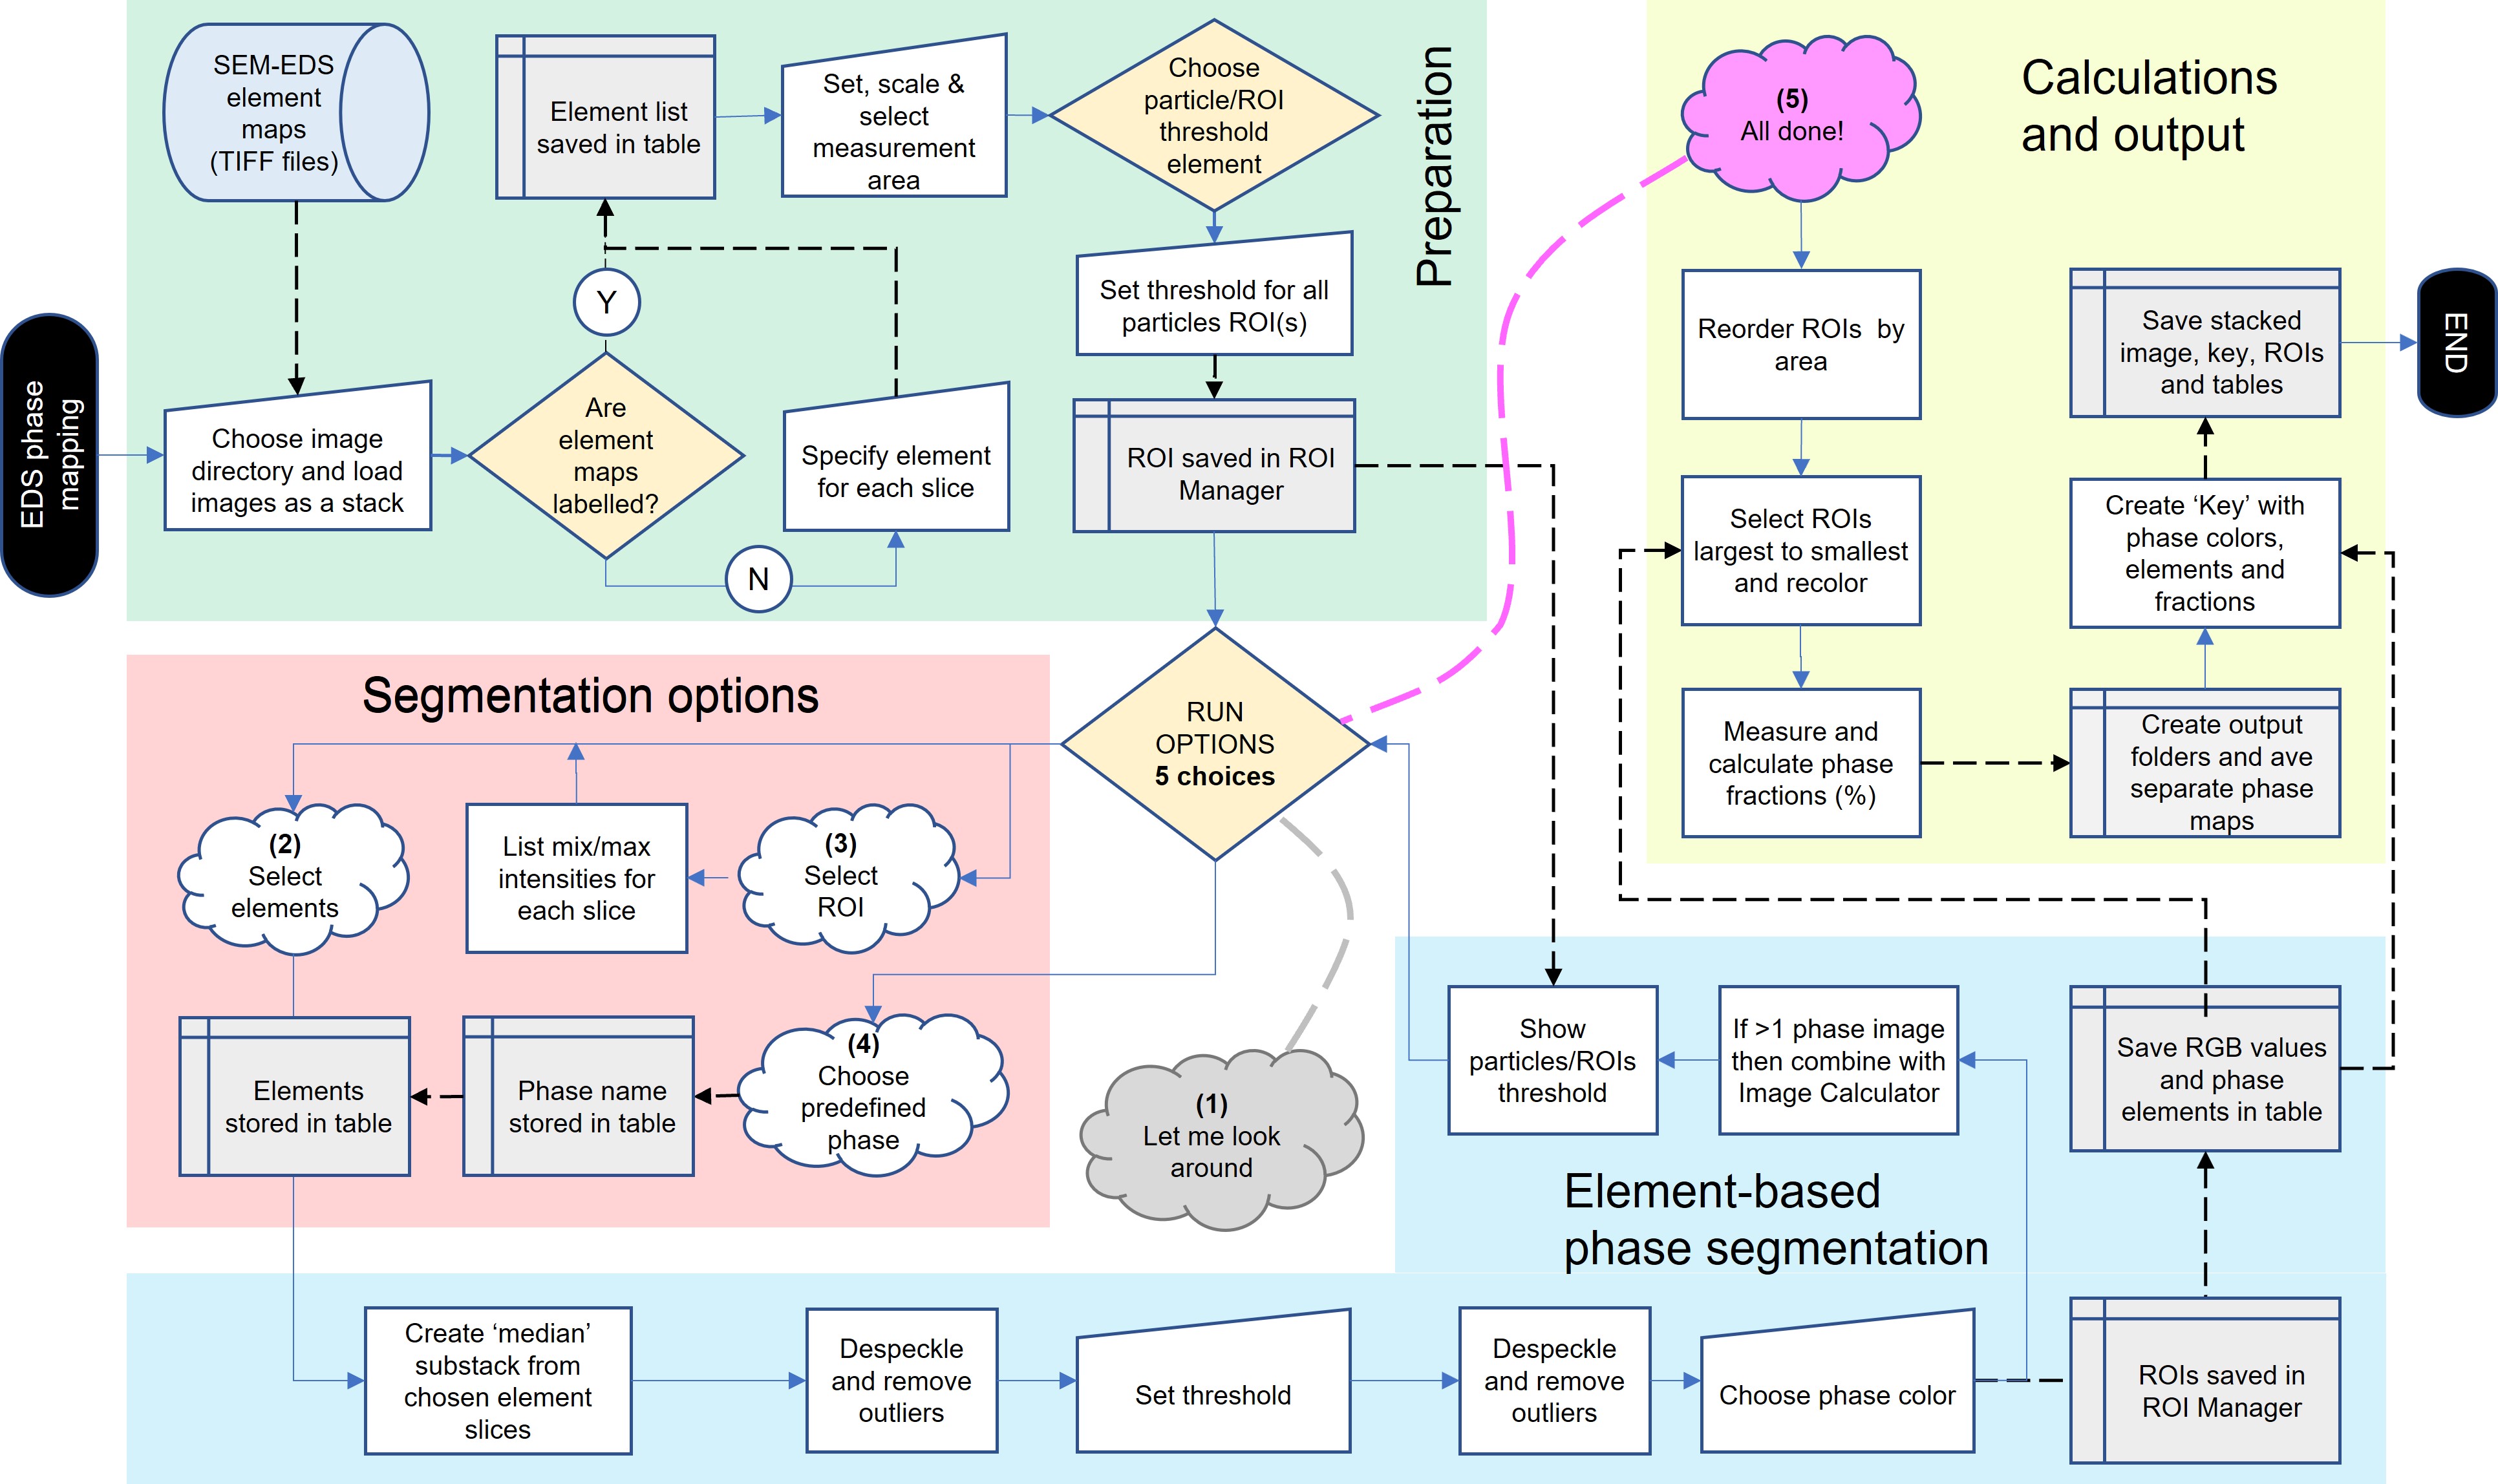 EDS phase
mapping
SEM-EDS
element
maps
(TIFF files)
Choose image
directory and load
images as a stack
Are
element
maps
labelled?
Y
N
Specify element
for each slice
Element list
saved in table
Set, scale &
select
measurement
area
Choose
particle/ROI
threshold
element
Set threshold for all
particles ROI(s)
ROI saved in ROI
Manager
Preparation
RUN
OPTIONS
5 choices
(1)
Let me look
around
Segmentation options
(2)
Select
elements
List mix/max
intensities for
each slice
(3)
Select
ROI
(4)
Choose
predefined
phase
Phase name
stored in table
Elements
stored in table
Create ‘median’
substack from
chosen element
slices
Despeckle
and remove
outliers
Set threshold
Despeckle
and remove
outliers
Choose phase color
ROIs saved in
ROI Manager
Save RGB values
and phase
elements in table
If >1 phase image
then combine with
Image Calculator
Show
particles/ROIs
threshold
Element-based
phase segmentation
Calculations
and output
(5)
All done!
Reorder ROIs  by
area
Select ROIs
largest to smallest
and recolor
Measure and
calculate phase
fractions (%)
Create output
folders and ave
separate phase
maps
Create ‘Key’ with
phase colors,
elements and
fractions
Save stacked
image, key, ROIs
and tables
END